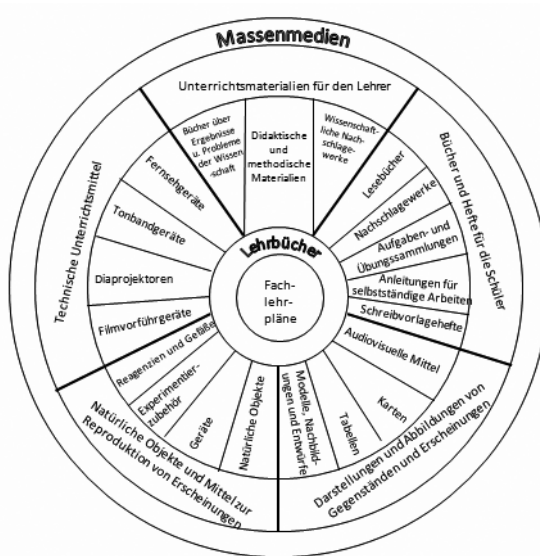 Massenmedien
Unterrichtsmaterialien für den Lehrer
Bücher über
Ergebnisse
u. Probleme
der Wissen
-schaft
Didaktische
und
methodische
Materialien
Wissenschaft-
liche Nach-
schlage-
werke
Bücher und Hefte für die Schüler
Lesebücher
Nachschlagewerke
Aufgaben- und
Übungssammlungen
Anleitungen für
selbstständige Arbeiten
Schreibvorlagehefte
Darstellungen und Abbildungen von
Gegenständen und Erscheinungen
Audiovisuelle Mittel
Karten
Tabellen
Modelle, Nachbild-
ungen und Entwürfe
Natürliche Objekte und Mittel zur
Reproduktion von Erscheinungen
Natürliche Objekte
Geräte
Experimentier-
zubehör
Reagenzien und Gefäße
Technische Unterrichtsmittel
Filmvorführgeräte
Diaprojektoren
Tonbandgeräte
Fernsehgeräte
Lehrbücher
Fach-
lehr-
pläne